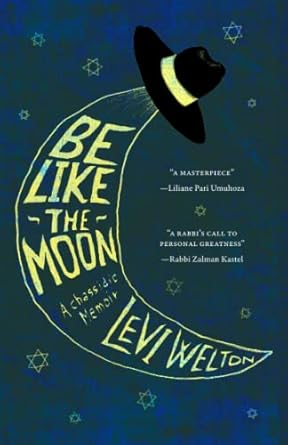 BE
LIKE
~THE~
MOON
A chassidic
Memoir
LEVI WELTON
"A MASTERPIECE"
—Liliane Pari Umuhoza
"A RABBI'S CALL TO
PERSONAL GREATNESS"
—Rabbi Zalman Kastel